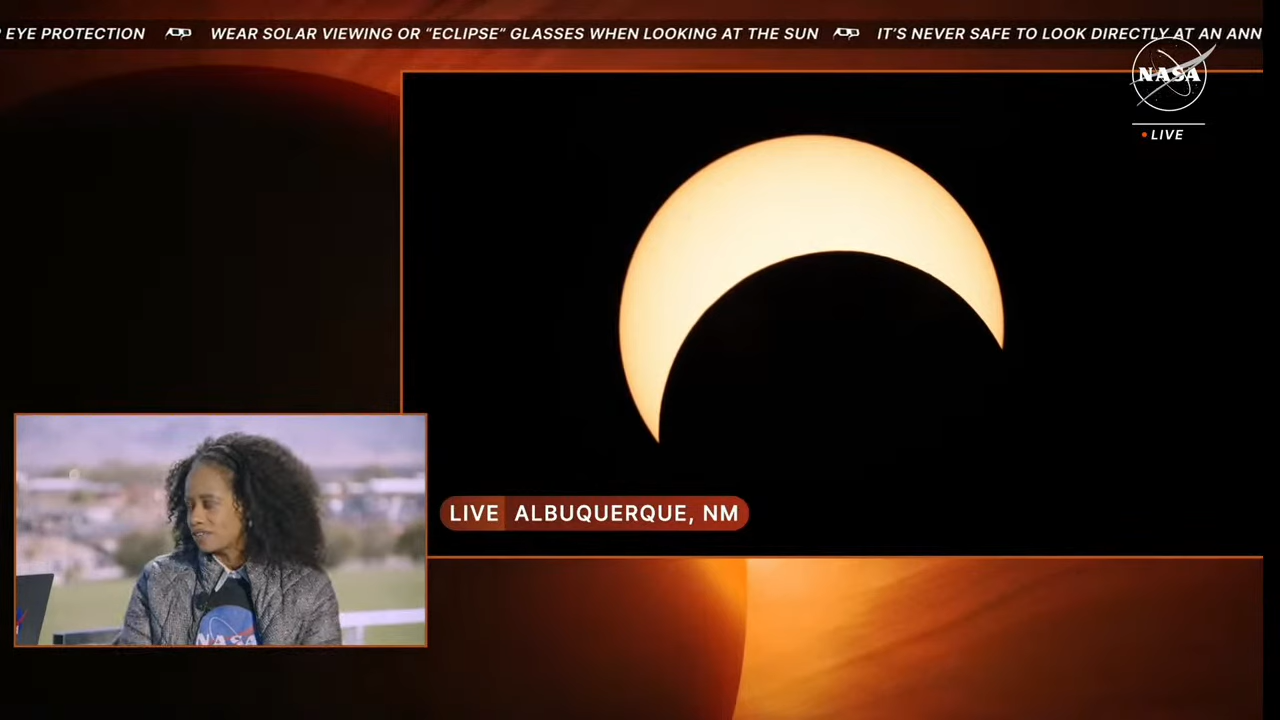 EYE PROTECTION WEAR SOLAR VIEWING OR “ECLIPSE” GLASSES WHEN LOOKING AT THE SUN IT’S NEVER SAFE TO LOOK DIRECTLY AT AN ANN
NASA
LIVE
LIVE ALBUQUERQUE, NM
NASA